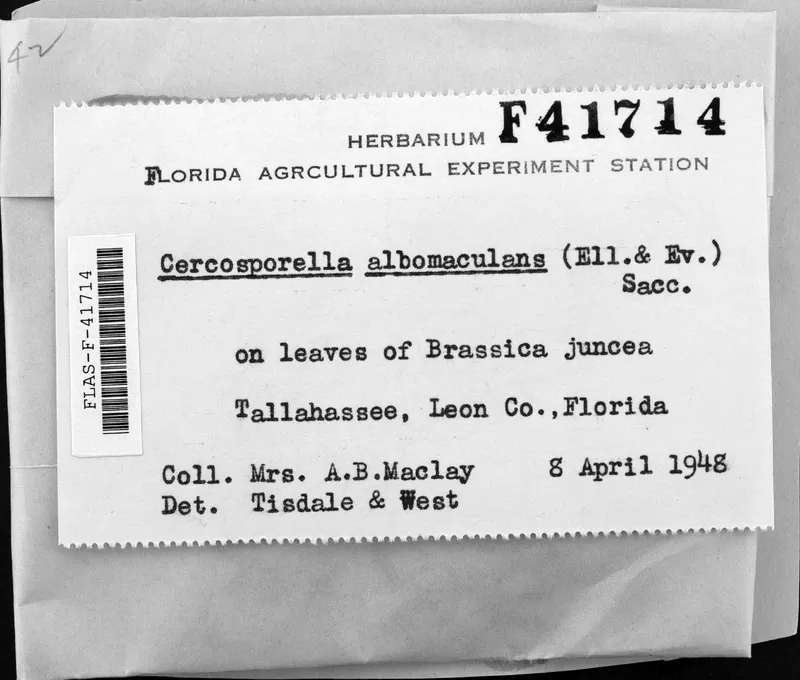 42
HERBARIUM F41714
FLORIDA AGRCULTURAL EXPERIMENT STATION
FLAS-F-41714
Cercosporella albomaculans (Ell.& Ev.)
Sacc.
on leaves of Brassica juncea
Tallahassee, Leon Co.,Florida
Coll. Mrs. A.B.Maclay 8 April 1948
Det. Tisdale & West